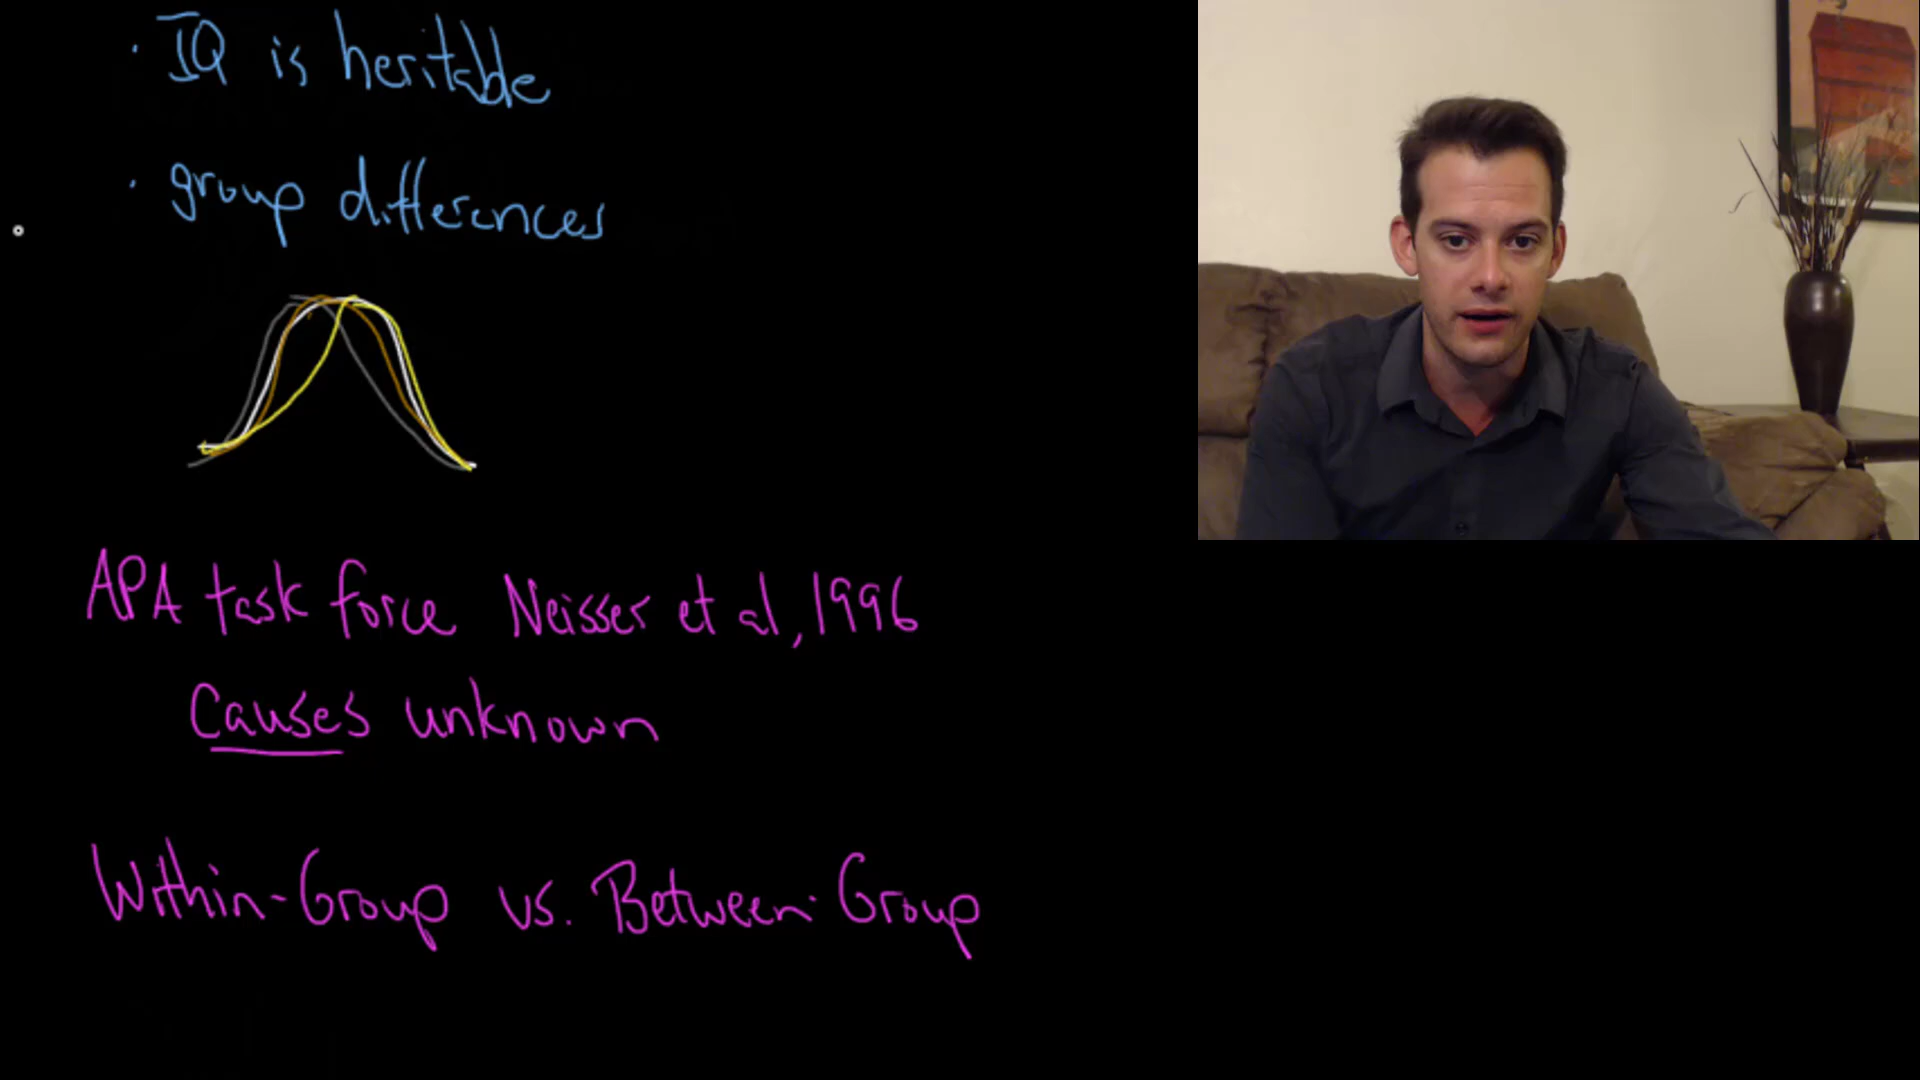 · IQ is heritable
· group differences
APA task force Neisser et al, 1996
Causes unknown
Within-Group vs. Between-Group